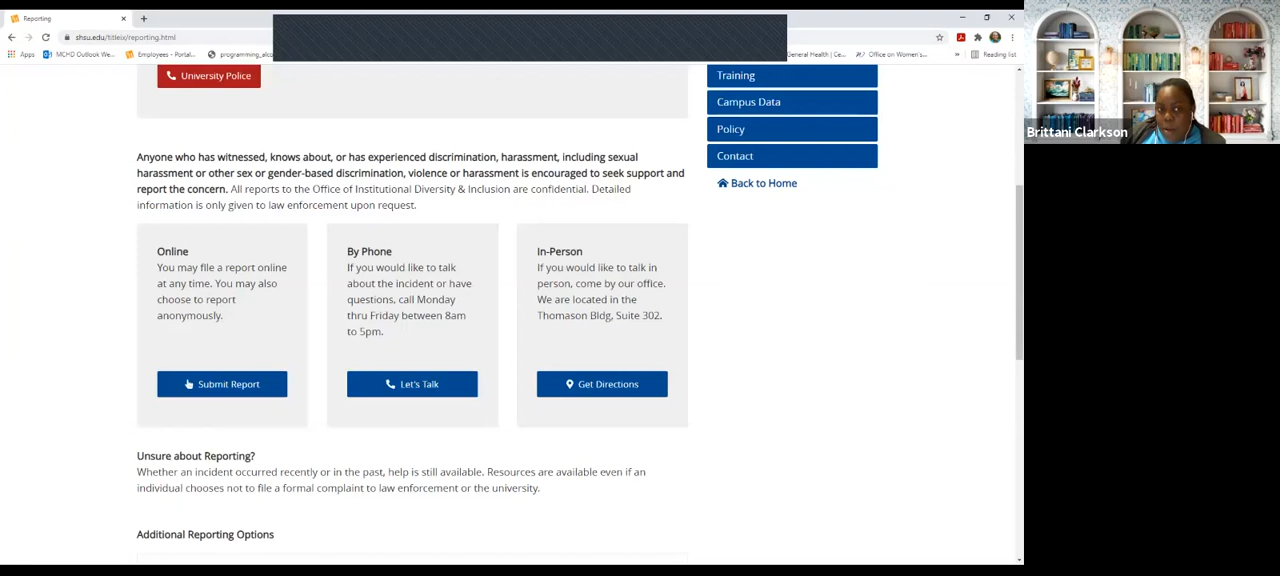 Reporting
shsu.edu/titleix/reporting.html
Apps
MCHD Outlook We...
Employees - Portal...
programming_alco
General Health | Ce...
Office on Women's...
»
Reading list
University Police
Training
Campus Data
Policy
Contact
Back to Home
Anyone who has witnessed, knows about, or has experienced discrimination, harassment, including sexual
harassment or other sex or gender-based discrimination, violence or harassment is encouraged to seek support and
report the concern. All reports to the Office of Institutional Diversity & Inclusion are confidential. Detailed
information is only given to law enforcement upon request.
Online
You may file a report online
at any time. You may also
choose to report
anonymously.
Submit Report
By Phone
If you would like to talk
about the incident or have
questions, call Monday
thru Friday between 8am
to 5pm.
Let's Talk
In-Person
If you would like to talk in
person, come by our office.
We are located in the
Thomason Bldg, Suite 302.
Get Directions
Unsure about Reporting?
Whether an incident occurred recently or in the past, help is still available. Resources are available even if an
individual chooses not to file a formal complaint to law enforcement or the university.
Additional Reporting Options
Brittani Clarkson